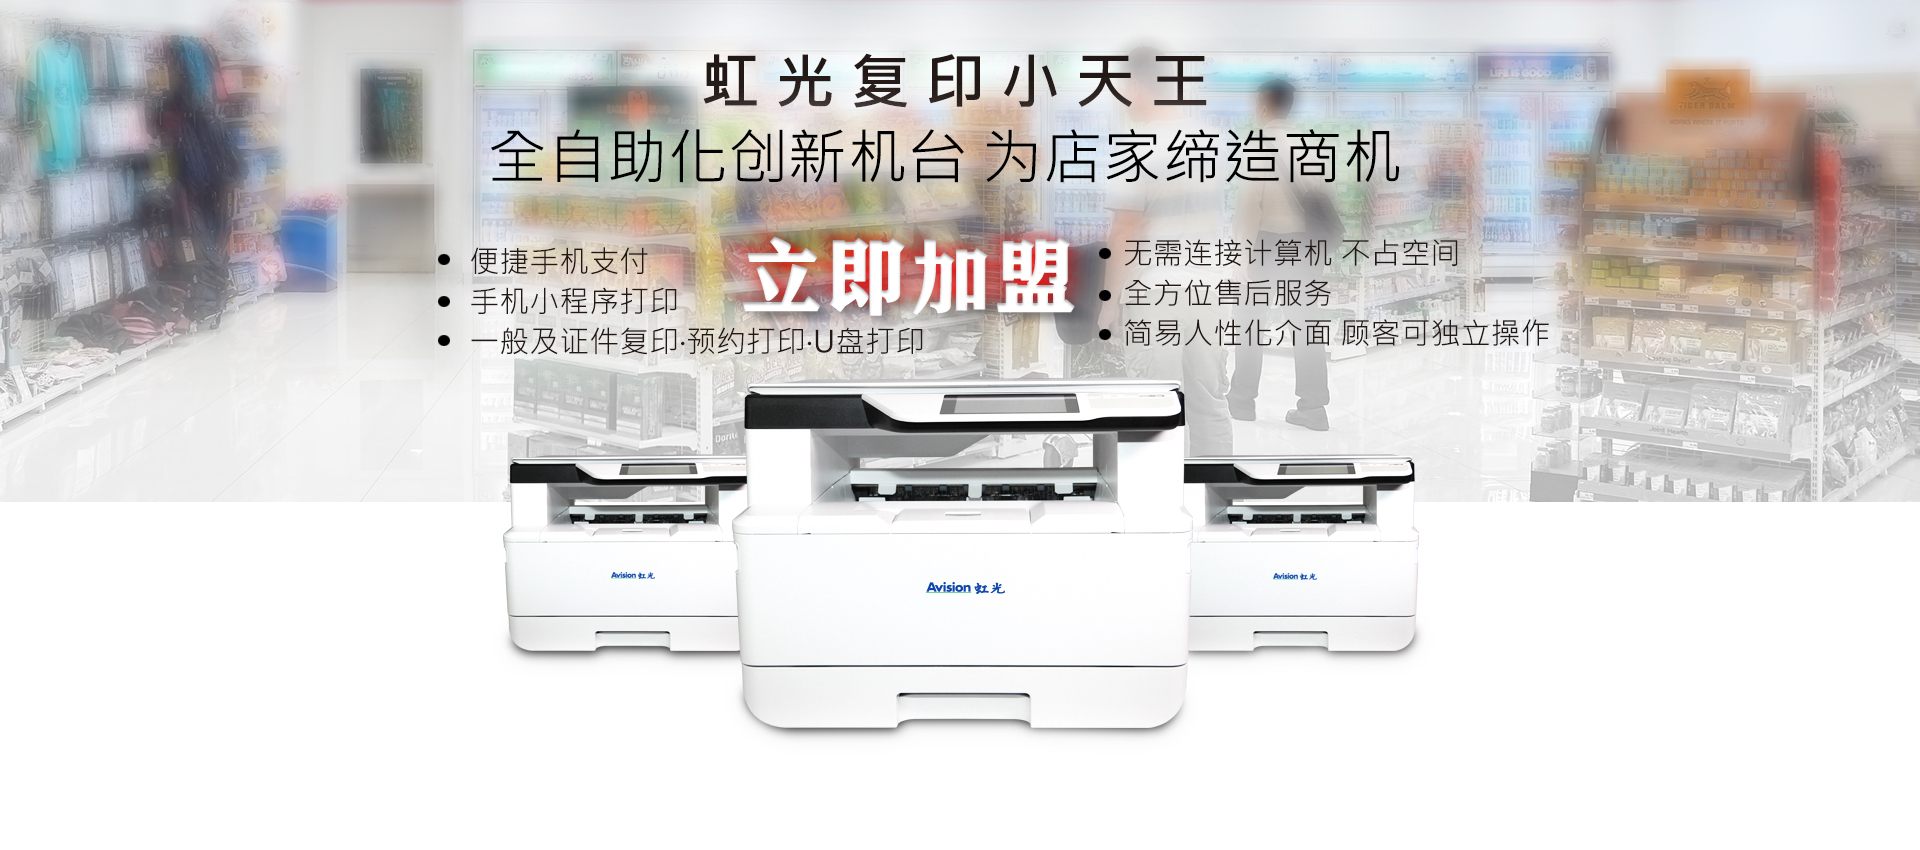 虹光复印小天王
全自助化创新机台 为店家缔造商机
便捷手机支付
手机小程序打印
一般及证件复印·预约打印·U盘打印
立即加盟
无需连接计算机 不占空间
全方位售后服务
简易人性化介面 顾客可独立操作
Avision 虹光
Avision 虹光
Avision 虹光